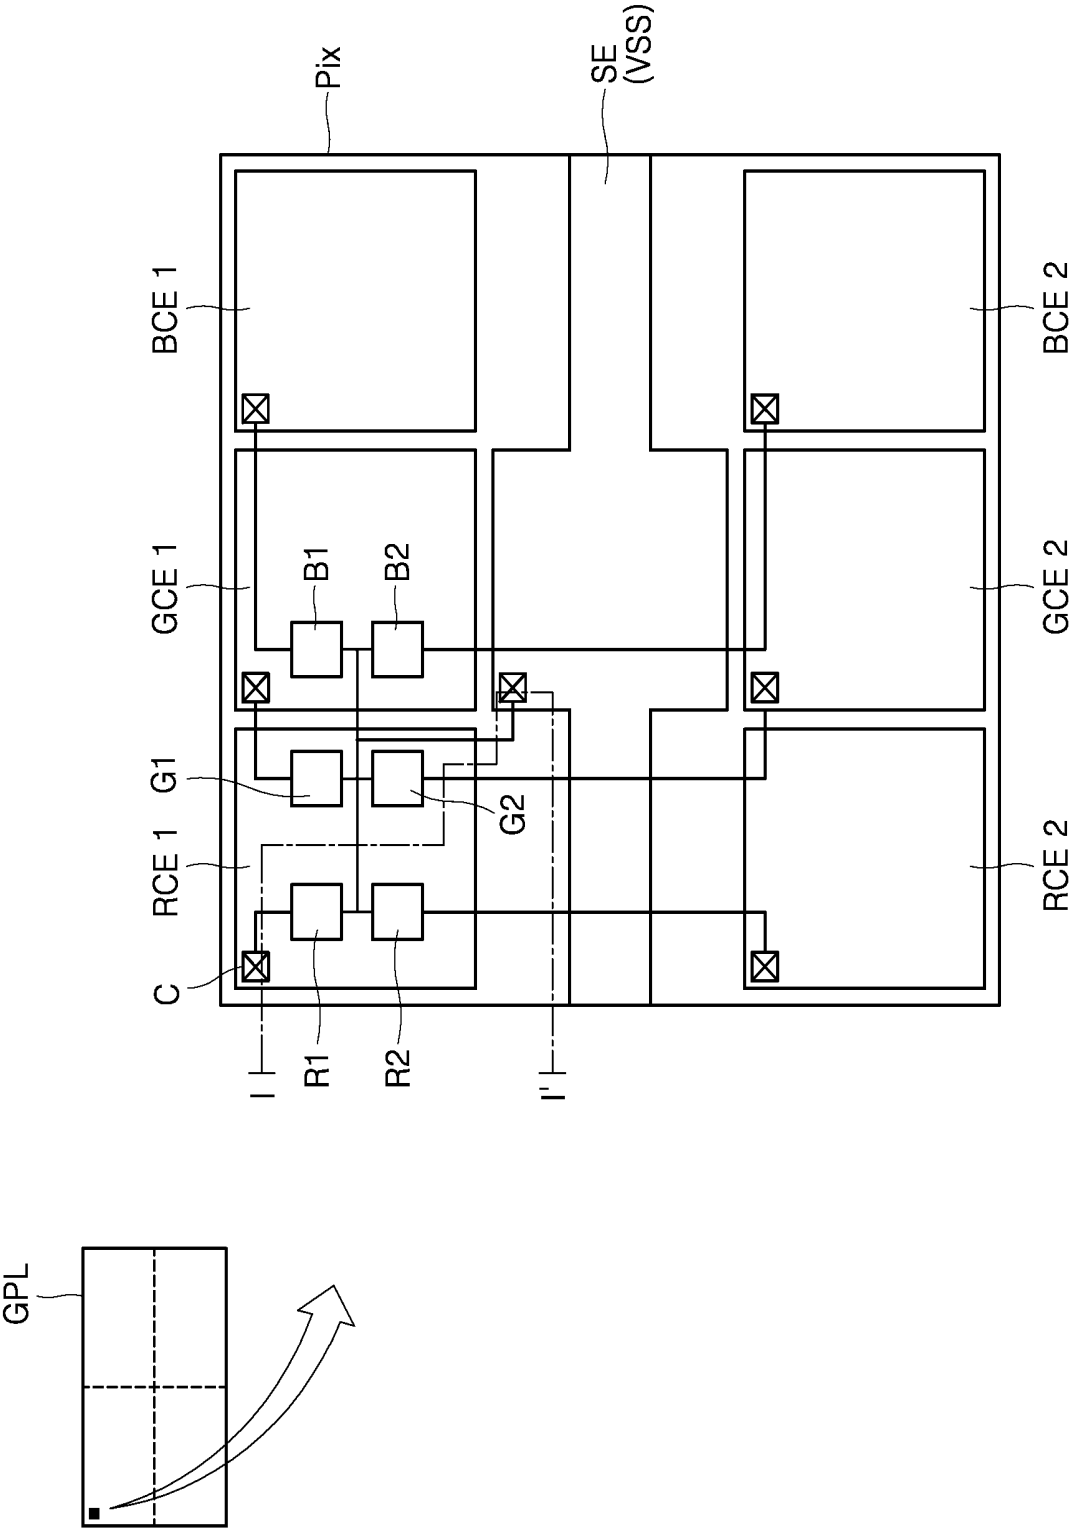 GPL
Pix
SE
(VSS)
RCE 1
GCE 1
BCE 1
C
G1
B1
B2
R1
R2
G2
I
I'
RCE 2
GCE 2
BCE 2